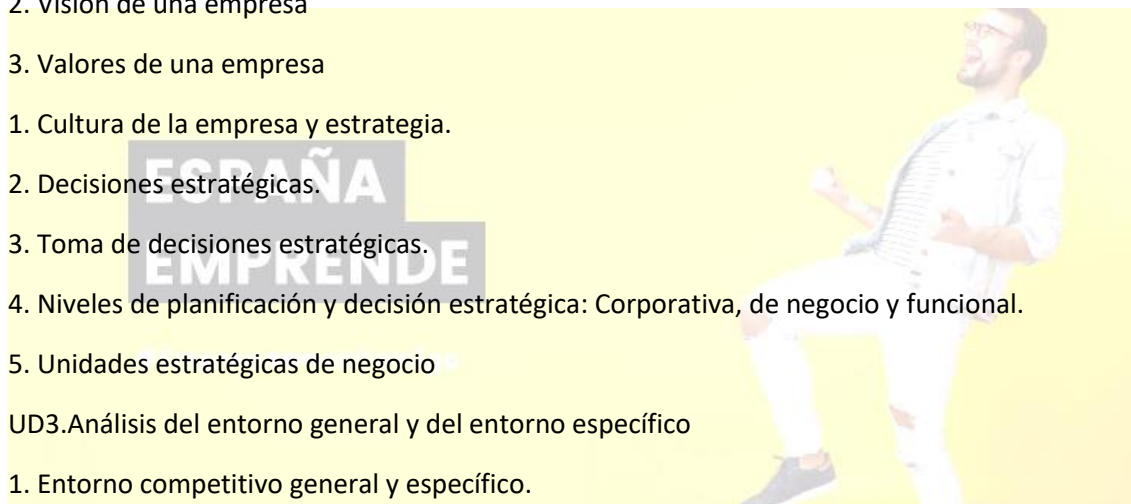 2. Visión de una empresa
3. Valores de una empresa
1. Cultura de la empresa y estrategia.
2. Decisiones estratégicas.
3. Toma de decisiones estratégicas.
4. Niveles de planificación y decisión estratégica: Corporativa, de negocio y funcional.
5. Unidades estratégicas de negocio
UD3.Análisis del entorno general y del entorno específico
1. Entorno competitivo general y específico.
ESPAÑA
EMPRENDE